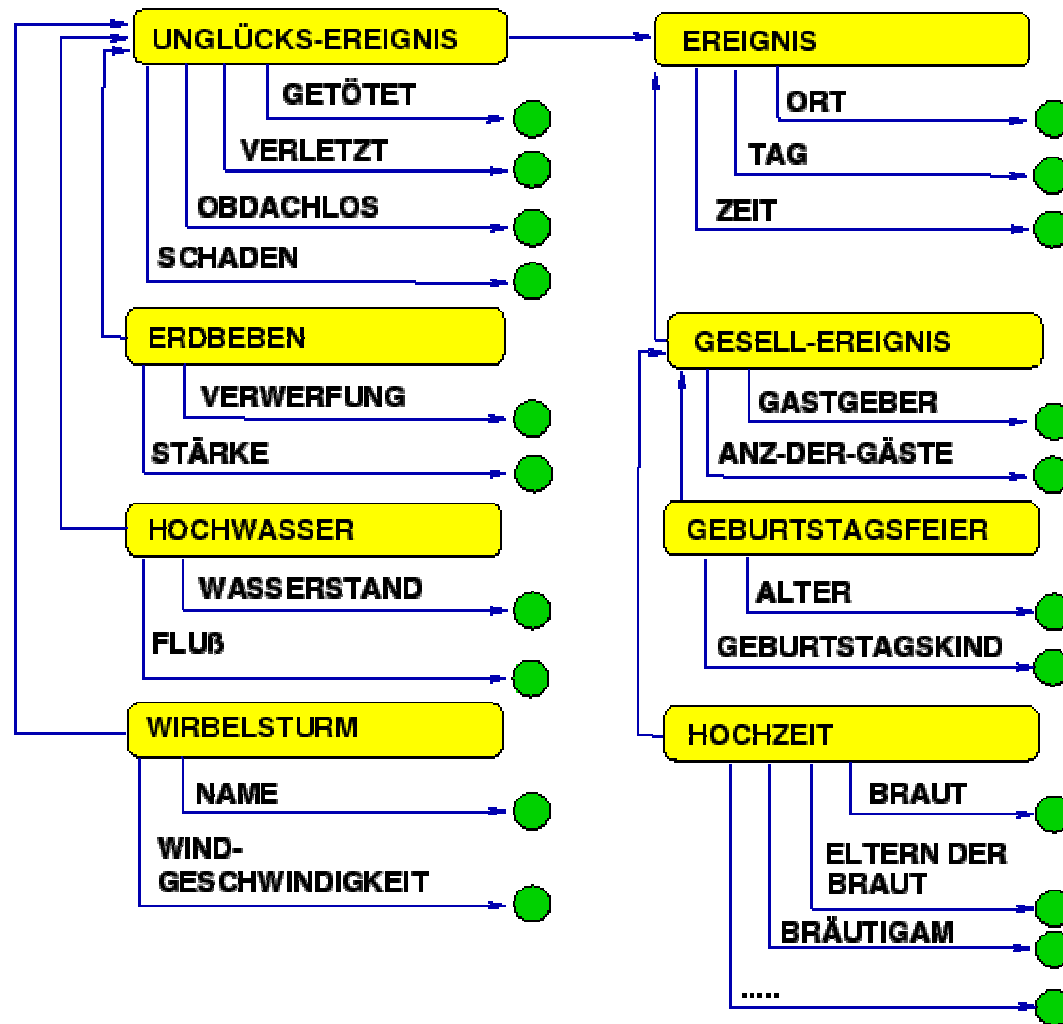 UNGLÜCKS-EREIGNIS
GETÖTET
VERLETZT
OBDACHLOS
SCHADEN
ERDBEBEN
VERWERFUNG
STÄRKE
HOCHWASSER
WASSERSTAND
FLUß
WIRBELSTURM
NAME
WIND-
GESCHWINDIGKEIT
EREIGNIS
ORT
TAG
ZEIT
GESELL-EREIGNIS
GASTGEBER
ANZ-DER-GÄSTE
GEBURTSTAGSFEIER
ALTER
GEBURTSTAGSKIND
HOCHZEIT
BRAUT
ELTERN DER
BRAUT
BRÄUTIGAM
.....